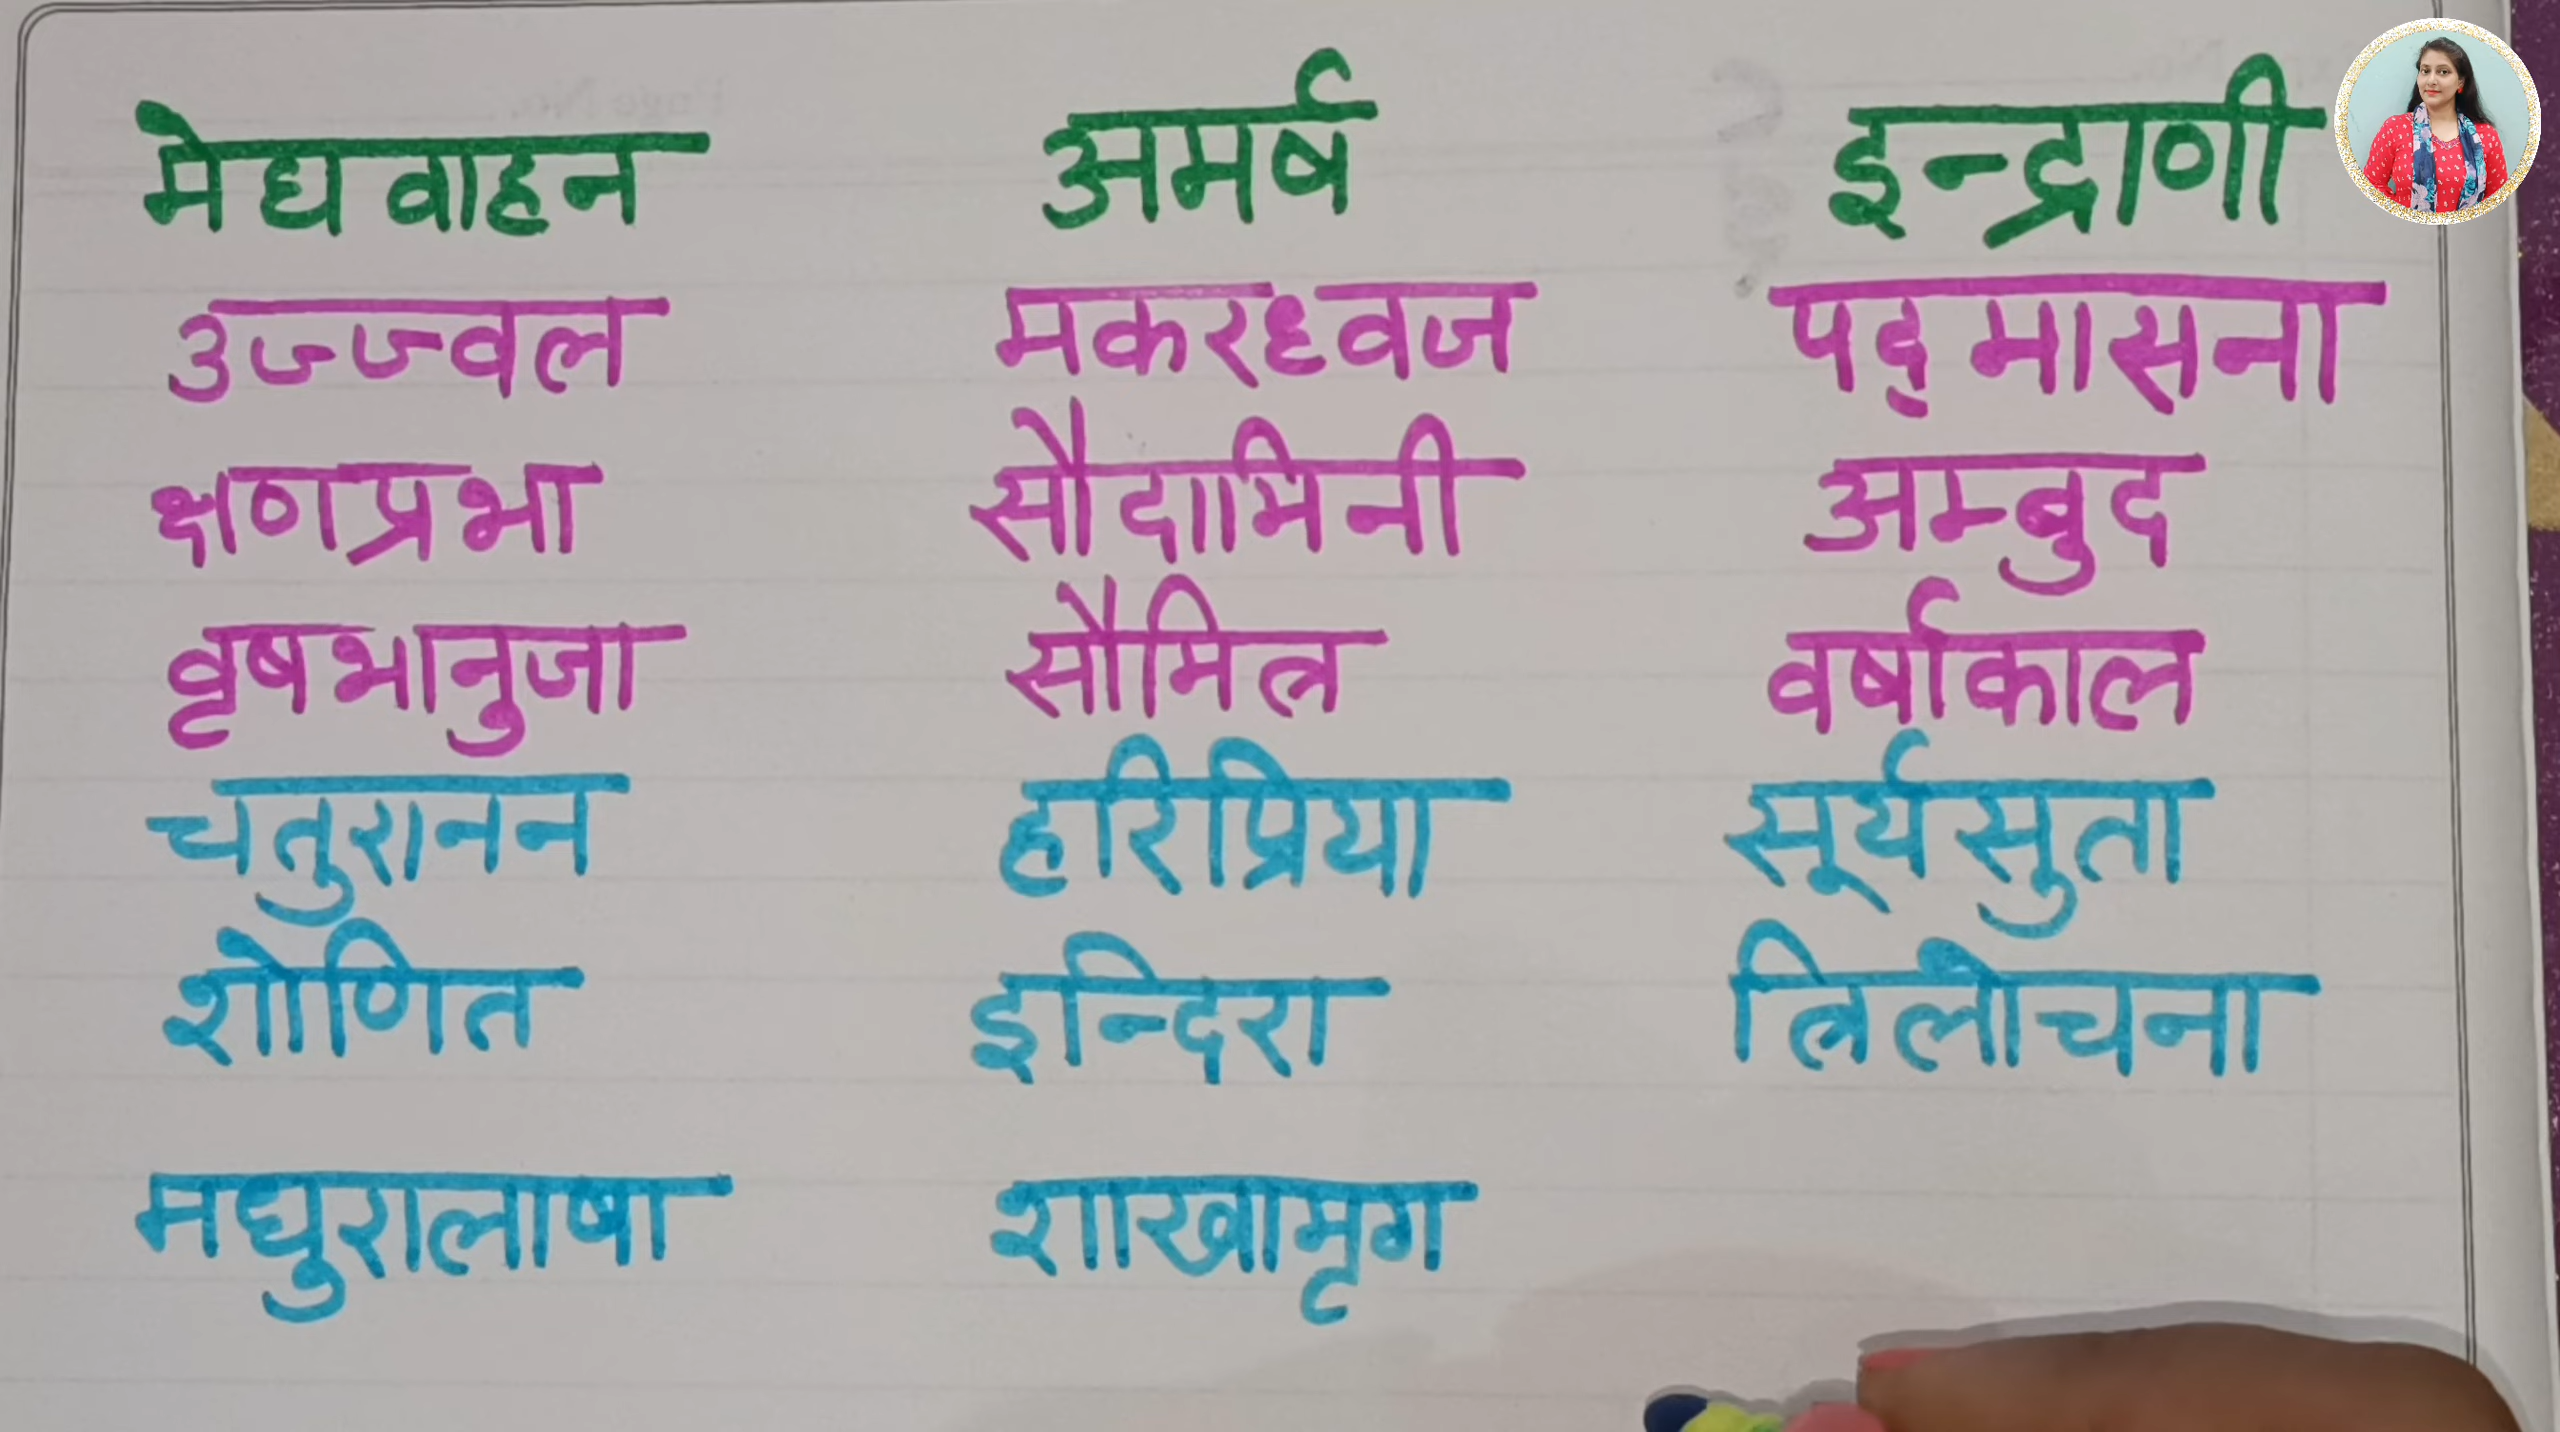 मेघवाहन अमर्ष इन्द्राणी
उज्ज्वल मकरध्वज पद्मासना
क्षणप्रभा सौदामिनी अम्बुद
वृषभानुजा सौमित्र वर्षाकाल
चतुरानन हरिप्रिया सूर्यसुता
शोणित इन्दिरा त्रिलोचना
मधुरालाषा शाखामृग